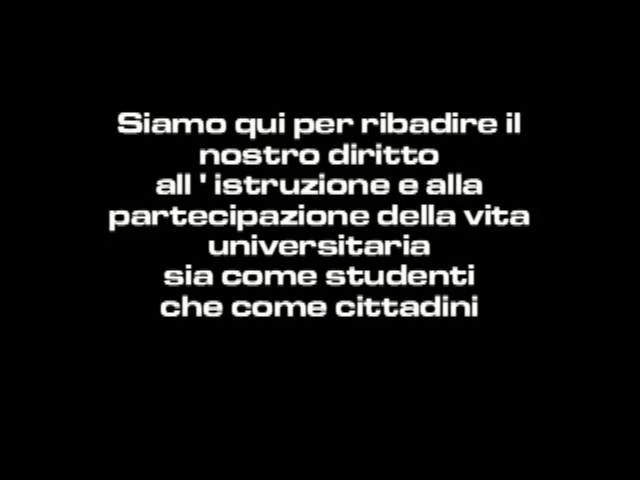 Siamo qui per ribadire il
nostro diritto
all ' istruzione e alla
partecipazione della vita
universitaria
sia come studenti
che come cittadini